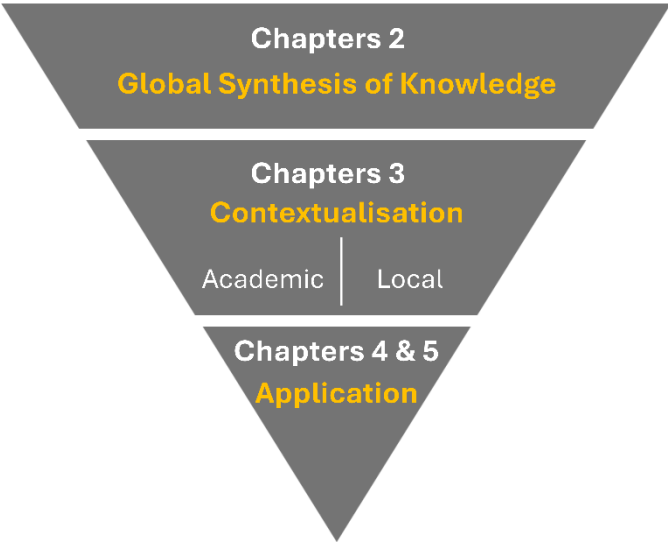 Chapters 2
Global Synthesis of Knowledge
Chapters 3
Contextualisation
Academic
Local
Chapters 4 & 5
Application